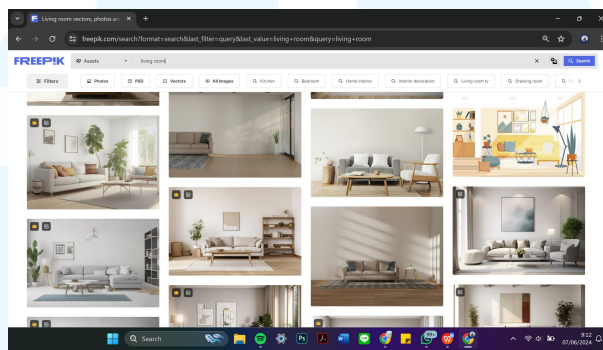 Living room vectors, photos an
freepik.com/search?format=search&last_filter=query&last_value=living+room&query=living+room
FREEPIK
Assets
living room
Search
Filters
Photos
PSD
Vectors
All images
Kitchen
Bedroom
Home interior
Interior decoration
Living room tv
Drawing room
Search
99+
9:12
07/06/2024